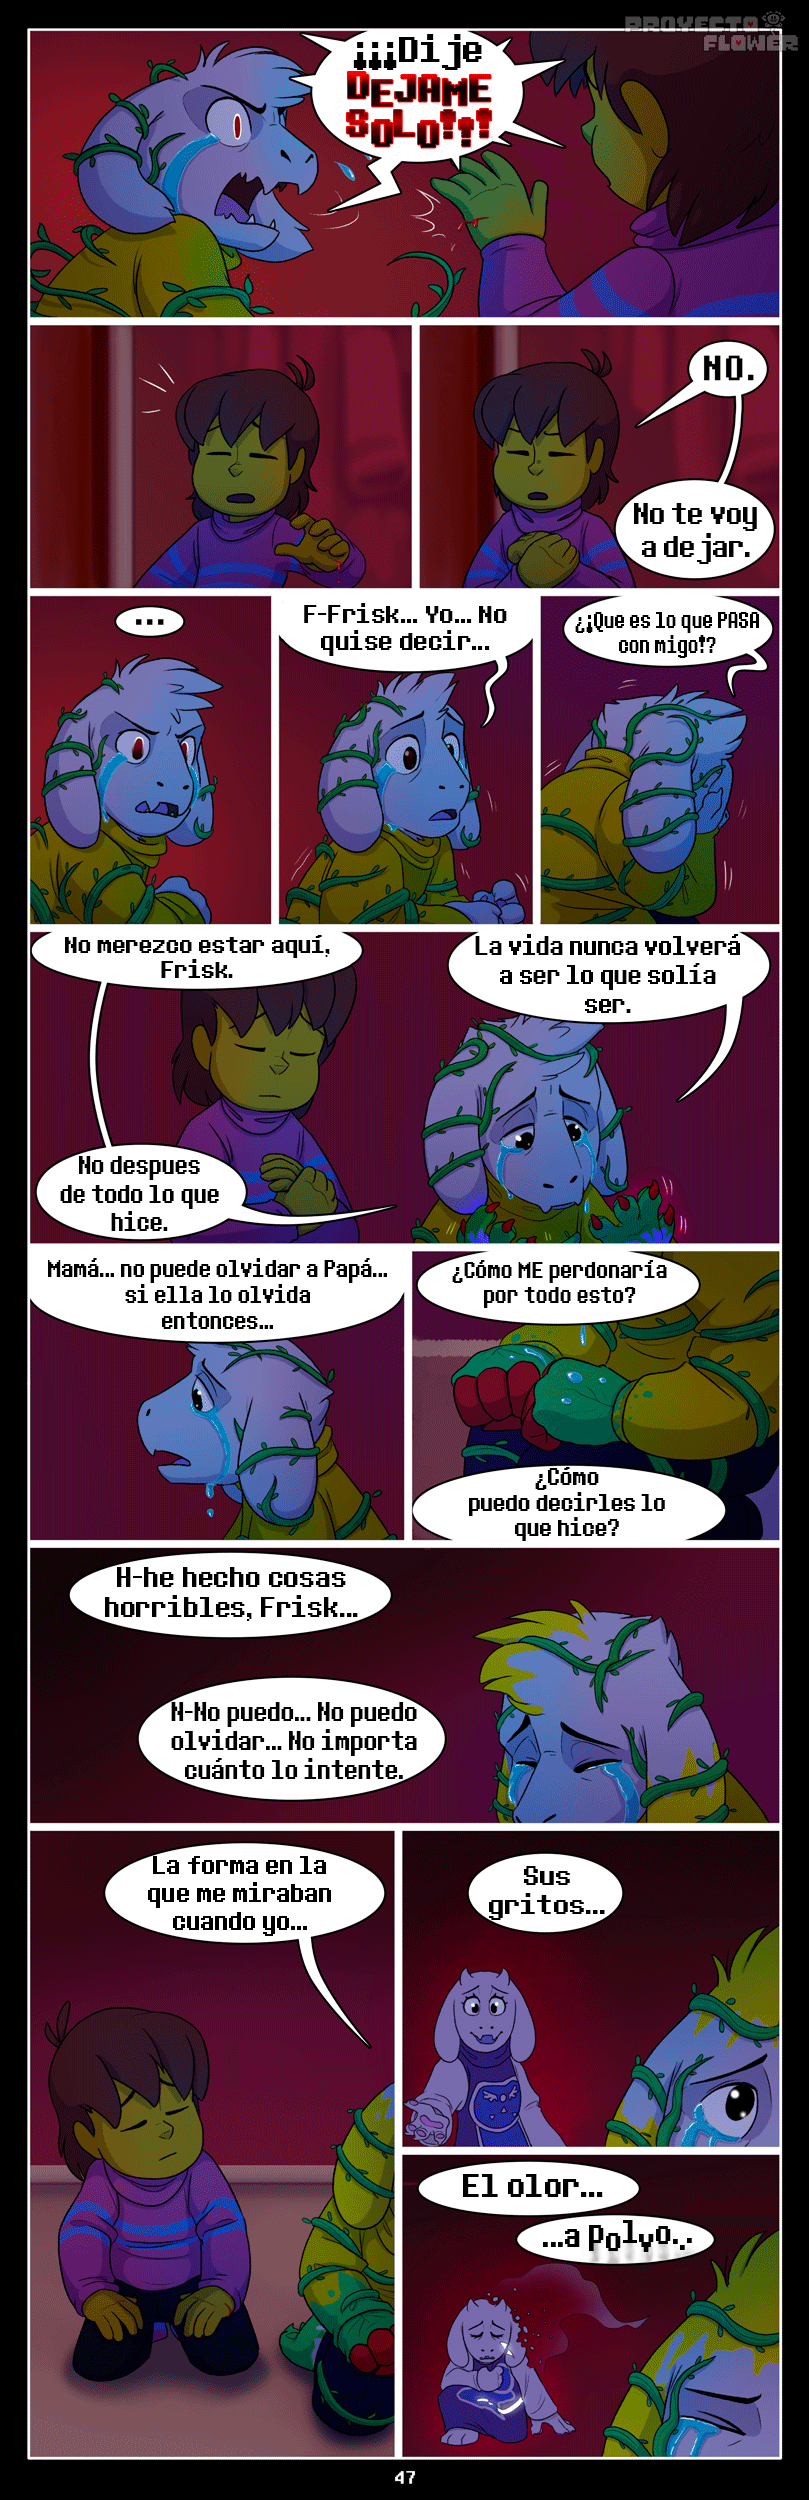 PROYECTO
FLOWER
¡¡¡Dije
DEJAME
SOLO!!!
NO.
No te voy
a dejar.
...
F-Frisk... Yo... No
quise decir...
¿¡Que es lo que PASA
con migo!?
No merezco estar aquí,
Frisk.
La vida nunca volverá
a ser lo que solía
ser.
No despues
de todo lo que
hice.
Mamá... no puede olvidar a Papá...
si ella lo olvida
entonces...
¿Cómo ME perdonaría
por todo esto?
¿Cómo
puedo decirles lo
que hice?
H-he hecho cosas
horribles, Frisk...
N-No puedo... No puedo
olvidar... No importa
cuánto lo intente.
La forma en la
que me miraban
cuando yo...
Sus
gritos...
El olor...
...a polvo...
47